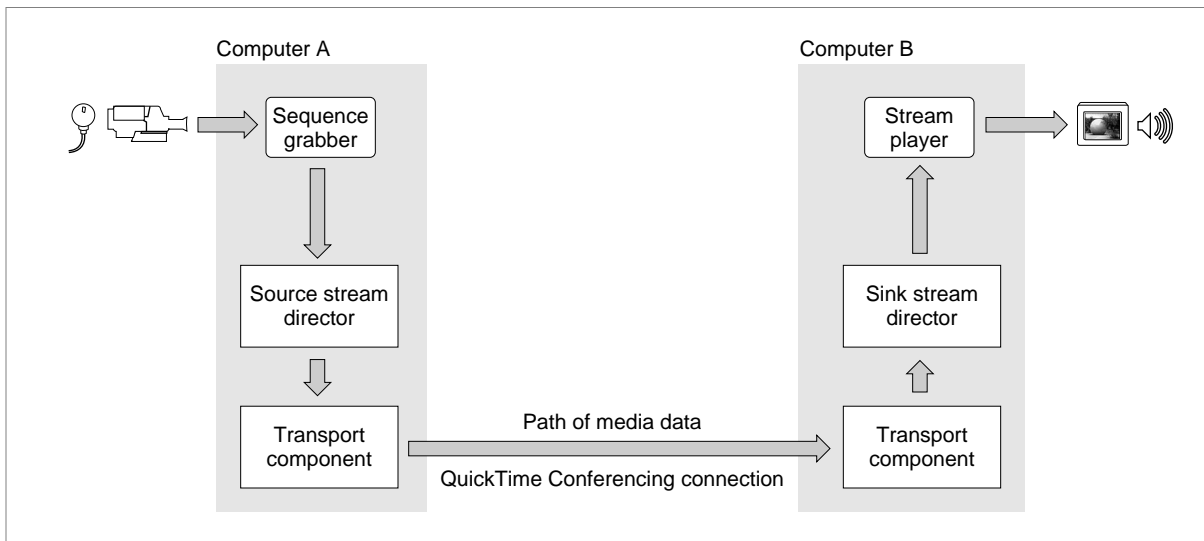 Computer A
Computer B
Sequence
grabber
Stream
player
Source stream
director
Sink stream
director
Transport
component
Path of media data
QuickTime Conferencing connection
Transport
component